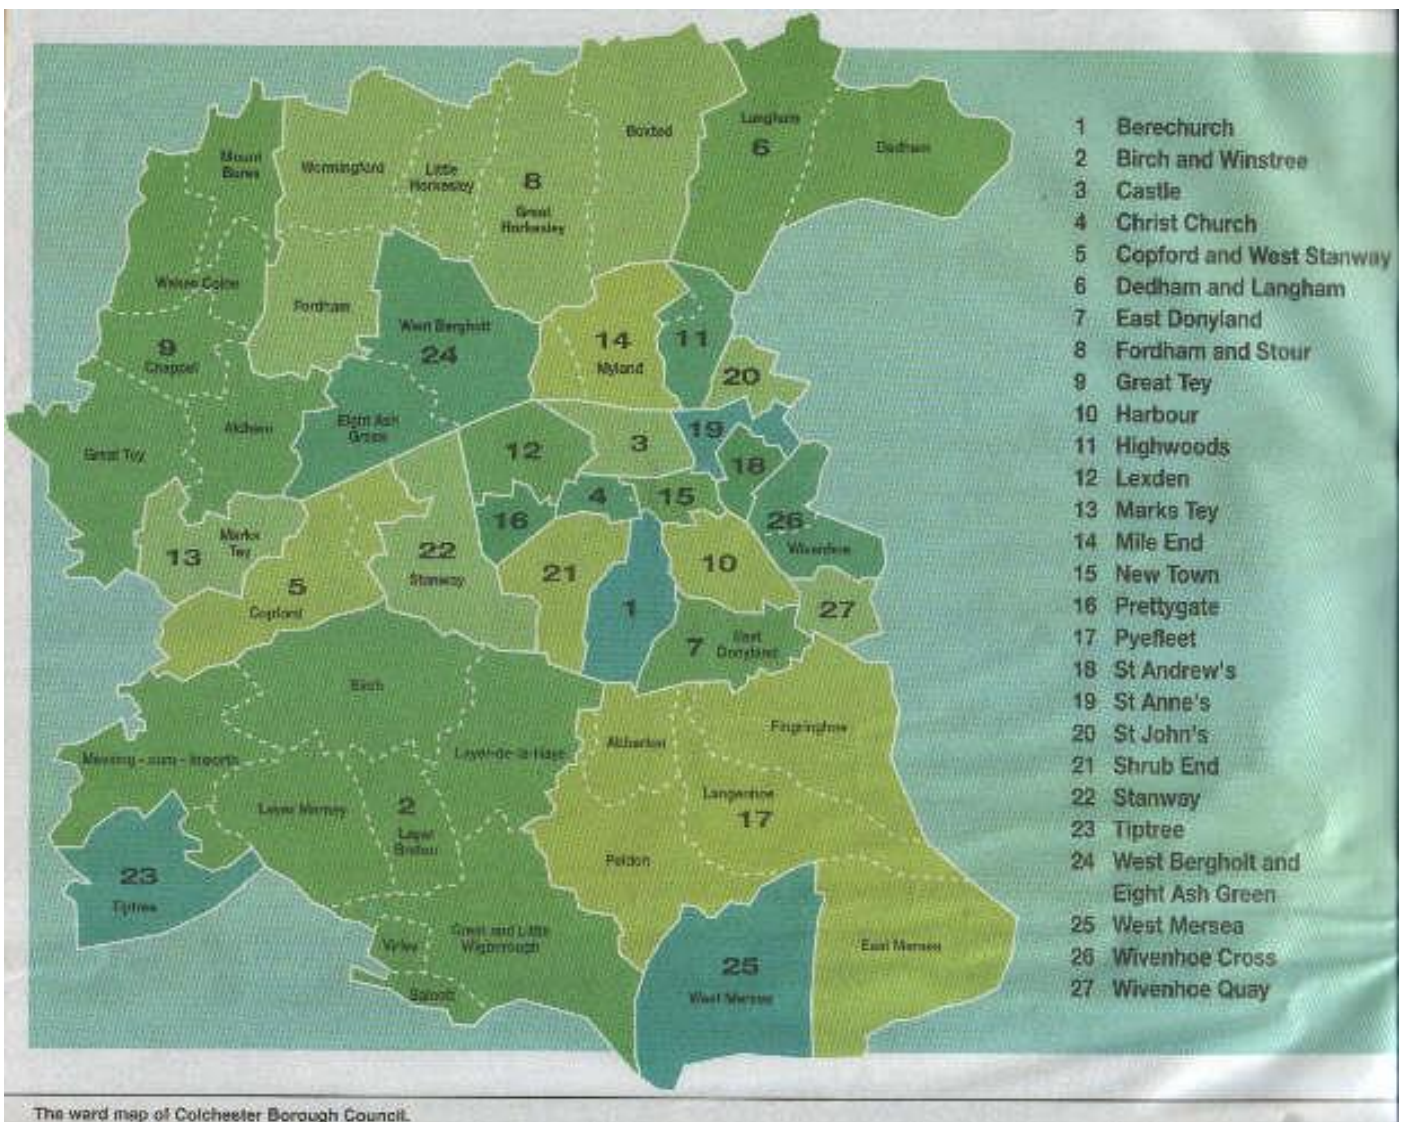 Langham
6
Dedham
Boxted
Mount
Bures
Wormingford
Little
Horkesley
8
Great
Horkesley
Wakes Colne
Fordham
West Bergholt
24
14
Myland
11
9
Chappel
20
Eight Ash
Green
Aldham
Great Tey
12
3
19
18
16
4
15
26
Wivenhoe
Marks
Tey
13
22
Stanway
21
10
5
Copford
1
27
7
East
Donyland
Birch
Messing - cum - Inworth
Layer-de-la-Haye
Abberton
Fingringhoe
Layer Marney
2
Layer
Breton
Langenhoe
17
Peldon
23
Tiptree
Virley
Great and Little
Wigborough
Salcott
25
West Mersea
East Mersea
1 Berechurch
2 Birch and Winstree
3 Castle
4 Christ Church
5 Copford and West Stanway
6 Dedham and Langham
7 East Donyland
8 Fordham and Stour
9 Great Tey
10 Harbour
11 Highwoods
12 Lexden
13 Marks Tey
14 Mile End
15 New Town
16 Prettygate
17 Pyefleet
18 St Andrew's
19 St Anne's
20 St John's
21 Shrub End
22 Stanway
23 Tiptree
24 West Bergholt and
Eight Ash Green
25 West Mersea
26 Wivenhoe Cross
27 Wivenhoe Quay
The ward map of Colchester Borough Council.